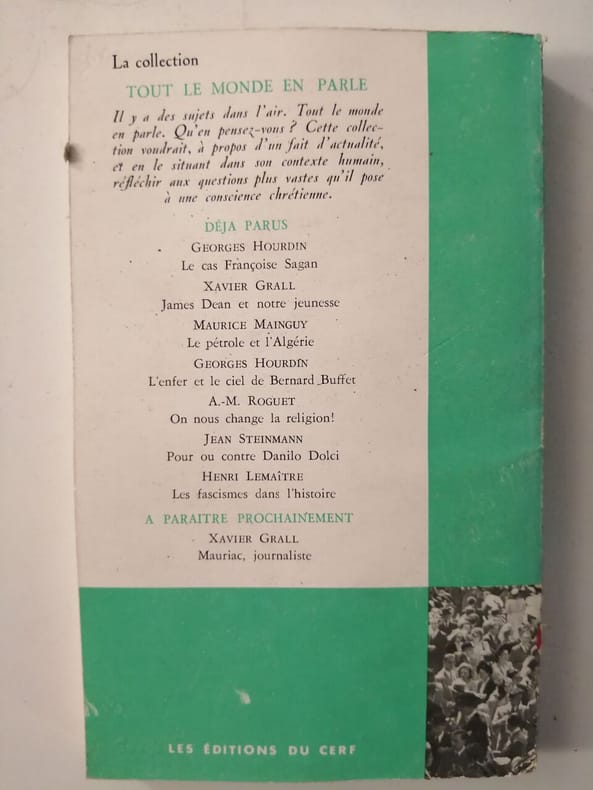 La collection
TOUT LE MONDE EN PARLE
Il y a des sujets dans l'air. Tout le monde
en parle. Qu'en pensez-vous ? Cette collec-
tion voudrait, à propos d'un fait d'actualité,
et en le situant dans son contexte humain,
réfléchir aux questions plus vastes qu'il pose
à une conscience chrétienne.
DÉJA PARUS
GEORGES HOURDIN
Le cas Françoise Sagan
XAVIER GRALL
James Dean et notre jeunesse
MAURICE MAINGUY
Le pétrole et l'Algérie
GEORGES HOURDIN
L'enfer et le ciel de Bernard Buffet
A.-M. ROGUET
On nous change la religion!
JEAN STEINMANN
Pour ou contre Danilo Dolci
HENRI LEMAÎTRE
Les fascismes dans l'histoire
A PARAITRE PROCHAINEMENT
XAVIER GRALL
Mauriac, journaliste
LES ÉDITIONS DU CERF